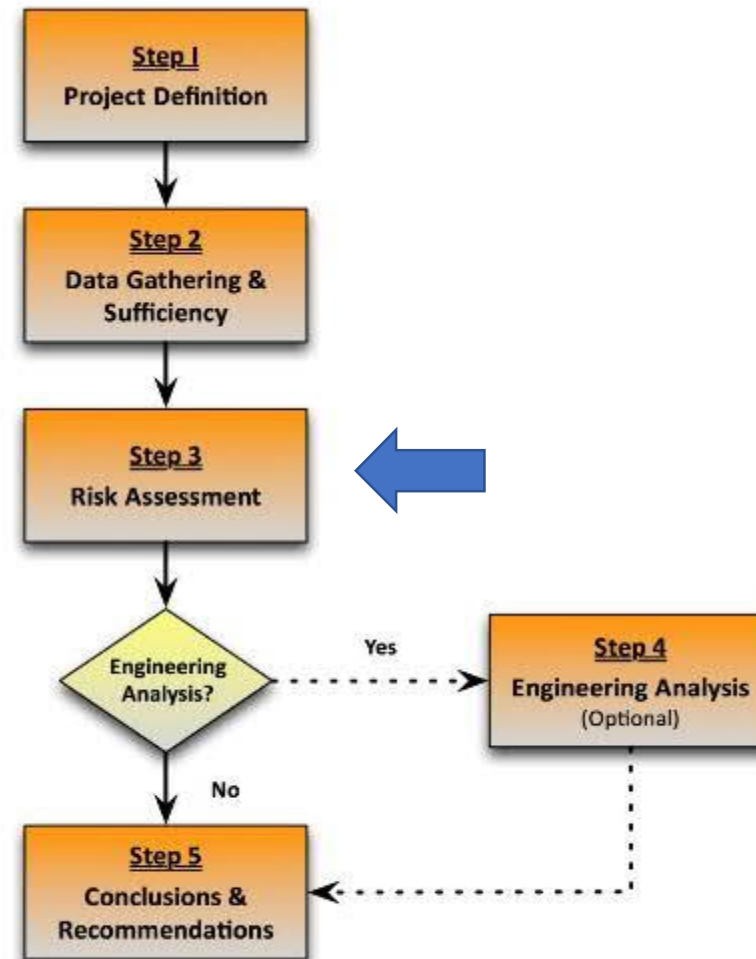 Step I
Project Definition
Step 2
Data Gathering &
Sufficiency
Step 3
Risk Assessment
Engineering
Analysis?
Yes
Step 4
Engineering Analysis
(Optional)
No
Step 5
Conclusions &
Recommendations